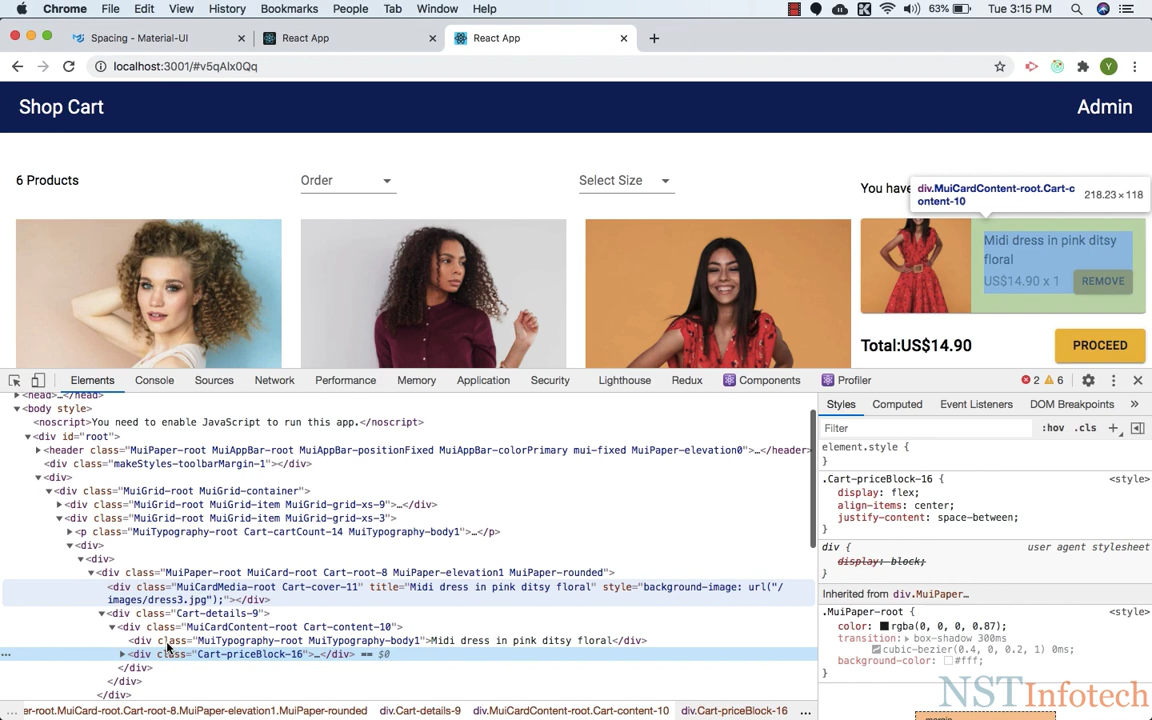 Chrome File Edit View History Bookmarks People Tab Window Help 63% Tue 3:15 PM
Spacing - Material-UI React App React App
localhost:3001/#v5qAlx0Qq Y
Shop Cart Admin
6 Products Order Select Size You have
div.MuiCardContent-root.Cart-content-10 218.23×118
Midi dress in pink ditsy
floral
US$14.90 x 1 REMOVE
Total:US$14.90 PROCEED
Elements Console Sources Network Performance Memory Application Security Lighthouse Redux Components Profiler 2 6
<head>…</head>
<body style>
<noscript>You need to enable JavaScript to run this app.</noscript>
<div id="root">
<header class="MuiPaper-root MuiAppBar-root MuiAppBar-positionFixed MuiAppBar-colorPrimary mui-fixed MuiPaper-elevation0">…</header>
<div class="makeStyles-toolbarMargin-1"></div>
<div>
<div class="MuiGrid-root MuiGrid-container">
<div class="MuiGrid-root MuiGrid-item MuiGrid-grid-xs-9">…</div>
<div class="MuiGrid-root MuiGrid-item MuiGrid-grid-xs-3">
<p class="MuiTypography-root Cart-cartCount-14 MuiTypography-body1">…</p>
<div>
<div>
<div class="MuiPaper-root MuiCard-root Cart-root-8 MuiPaper-elevation1 MuiPaper-rounded">
<div class="MuiCardMedia-root Cart-cover-11" title="Midi dress in pink ditsy floral" style="background-image: url("/
images/dress3.jpg");"></div>
<div class="Cart-details-9">
<div class="MuiCardContent-root Cart-content-10">
<div class="MuiTypography-root MuiTypography-body1">Midi dress in pink ditsy floral</div>
… <div class="Cart-priceBlock-16">…</div> == $0
</div>
</div>
</div>
… er-root.MuiCard-root.Cart-root-8.MuiPaper-elevation1.MuiPaper-rounded div.Cart-details-9 div.MuiCardContent-root.Cart-content-10 div.Cart-priceBlock-16 …
Styles Computed Event Listeners DOM Breakpoints »
Filter :hov .cls +
element.style {
}
.Cart-priceBlock-16 { <style>
display: flex;
align-items: center;
justify-content: space-between;
}
div { user agent stylesheet
display: block;
}
Inherited from div.MuiPaper…
.MuiPaper-root { <style>
color: rgba(0, 0, 0, 0.87);
transition: box-shadow 300ms
cubic-bezier(0.4, 0, 0.2, 1) 0ms;
background-color: #fff;
}
NSTInfotech